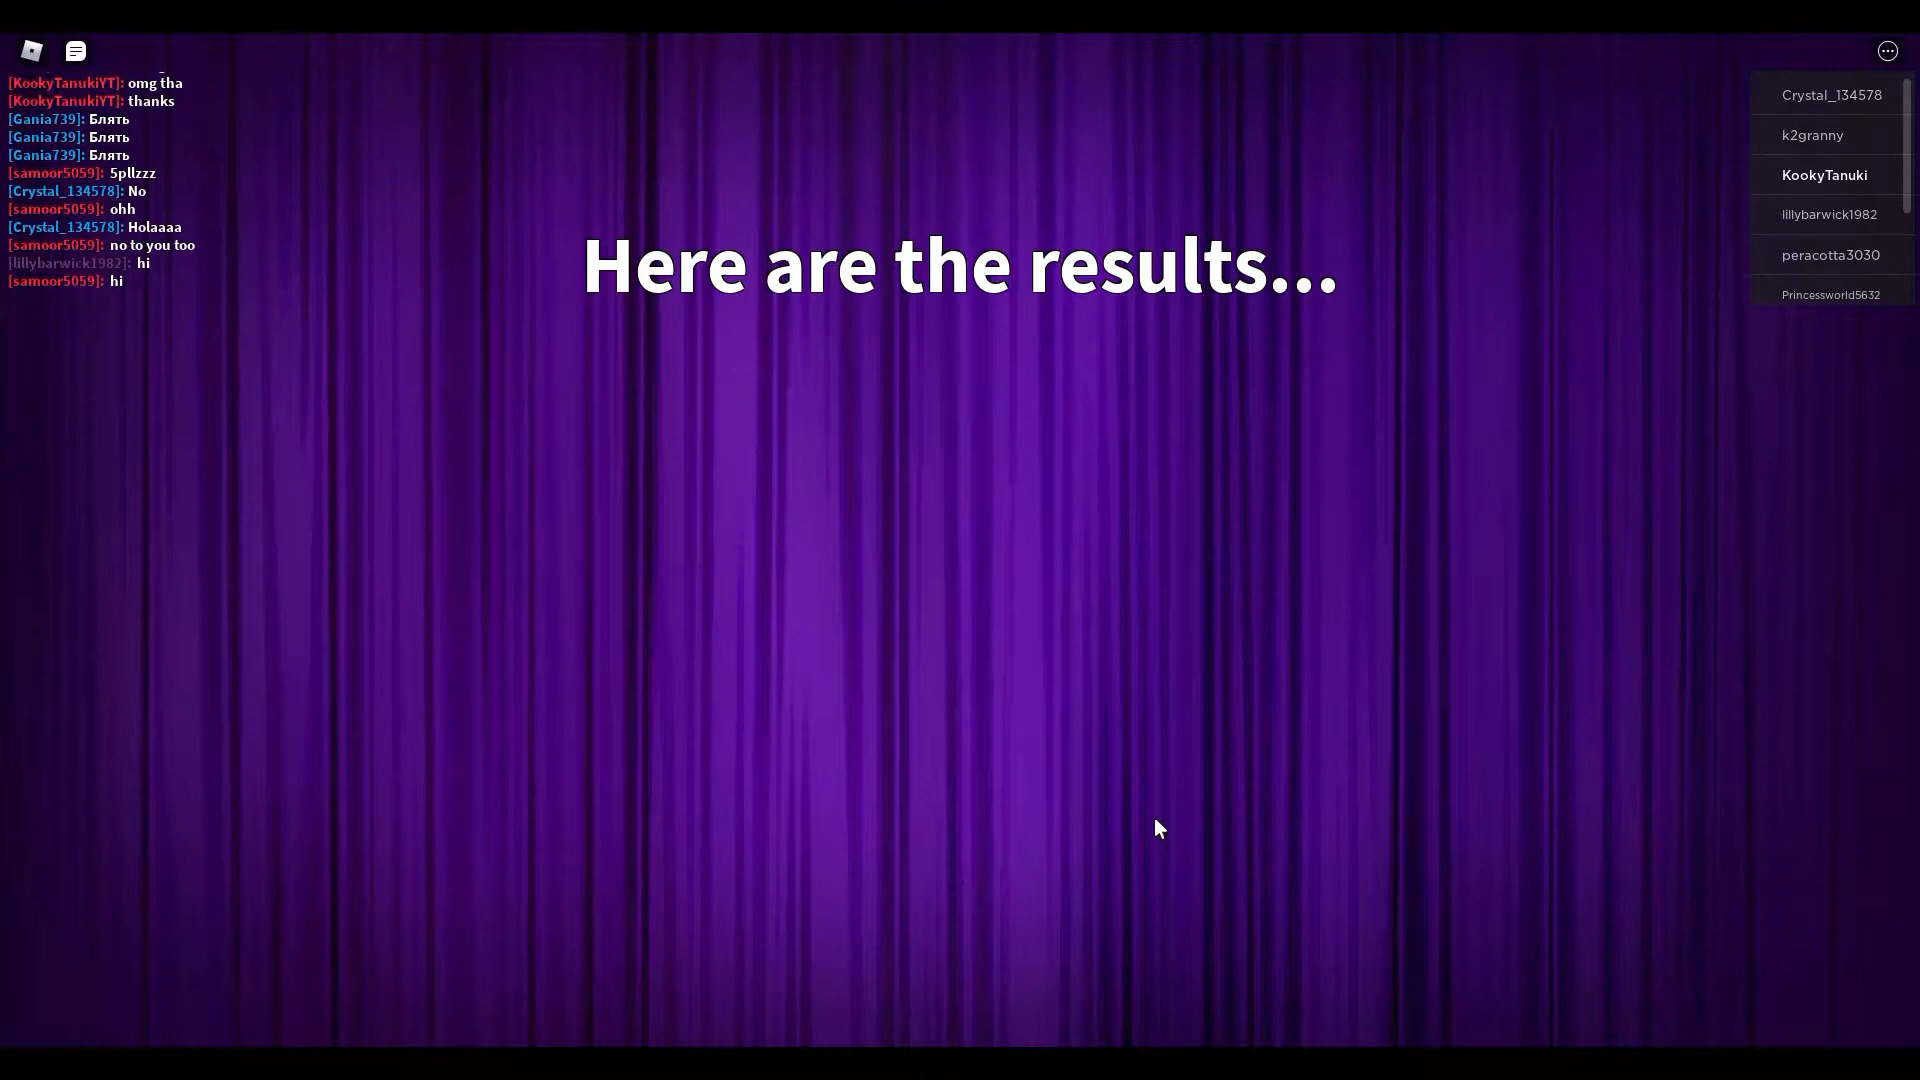 [KookyTanukiYT]: omg tha
[KookyTanukiYT]: thanks
[Gania739]: Блять
[Gania739]: Блять
[Gania739]: Блять
[samoor5059]: 5pllzzz
[Crystal_134578]: No
[samoor5059]: ohh
[Crystal_134578]: Holaaaa
[samoor5059]: no to you too
[lillybarwick1982]: hi
[samoor5059]: hi
Here are the results...
Crystal_134578
k2granny
KookyTanuki
lillybarwick1982
peracotta3030
Princessworld5632